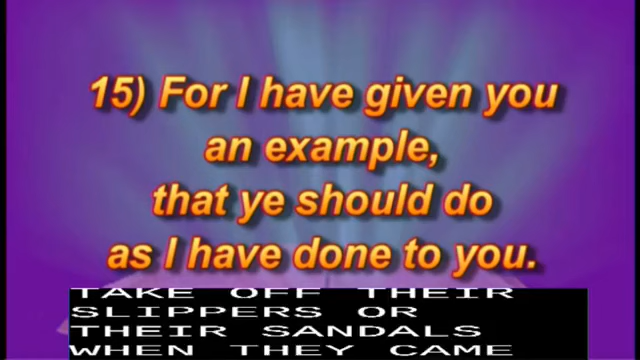 15) For I have given you
an example,
that ye should do
as I have done to you.
TAKE OFF THEIR
SLIPPERS OR
THEIR SANDALS
WHEN THEY CAME